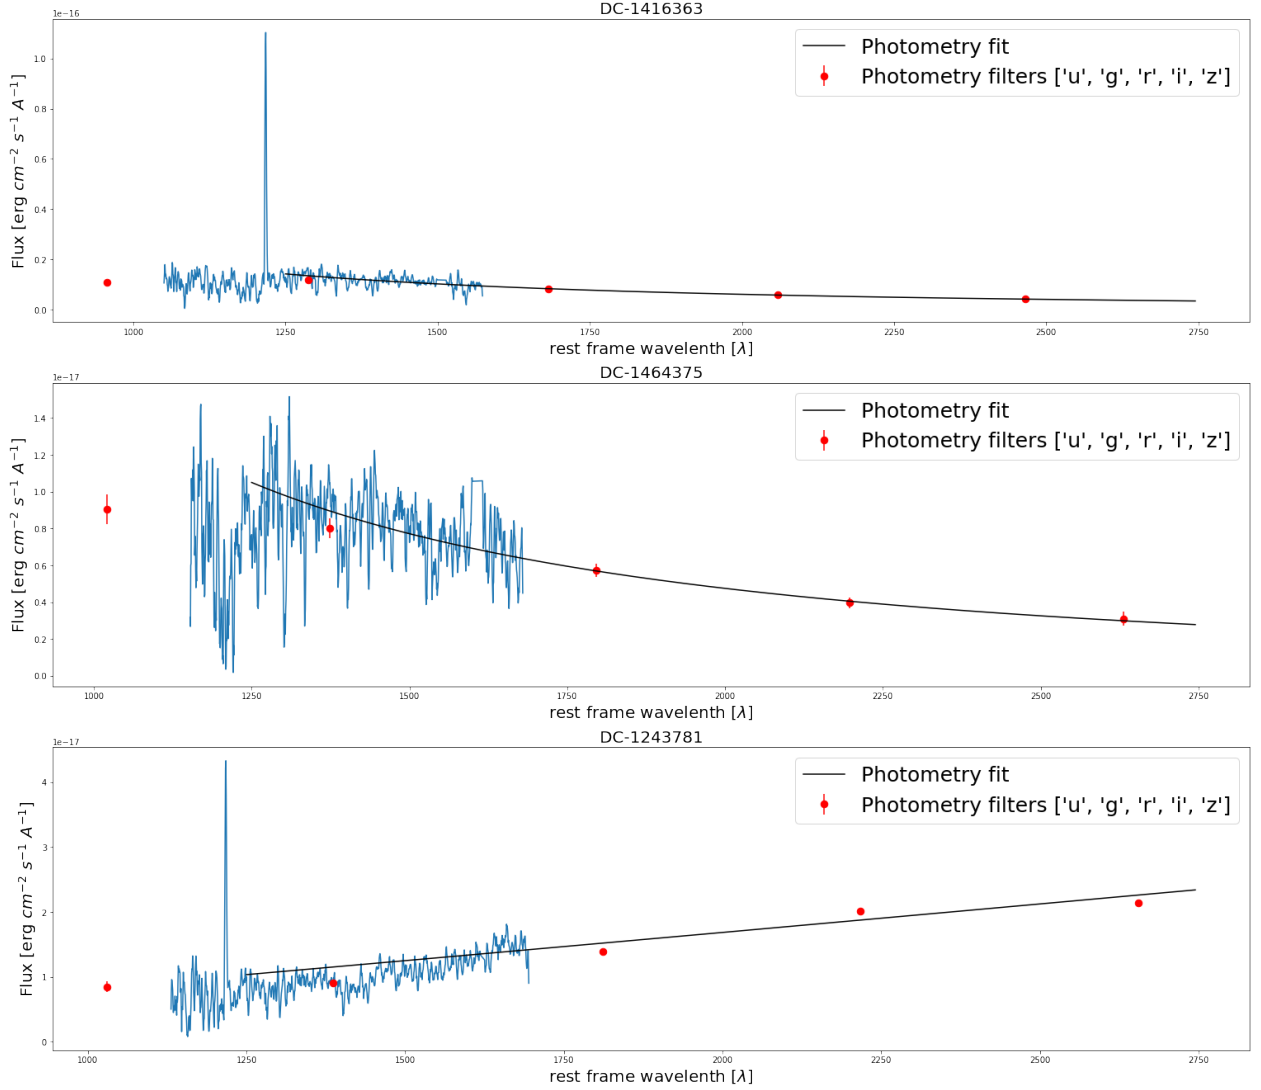 DC-1416363
1e−16
Flux [erg cm⁻² s⁻¹ A⁻¹]
1.0
0.8
0.6
0.4
0.2
0.0
Photometry fit
Photometry filters ['u', 'g', 'r', 'i', 'z']
1000 1250 1500 1750 2000 2250 2500 2750
rest frame wavelenth [λ]
DC-1464375
1e−17
Flux [erg cm⁻² s⁻¹ A⁻¹]
1.4
1.2
1.0
0.8
0.6
0.4
0.2
0.0
Photometry fit
Photometry filters ['u', 'g', 'r', 'i', 'z']
1000 1250 1500 1750 2000 2250 2500 2750
rest frame wavelenth [λ]
DC-1243781
1e−17
Flux [erg cm⁻² s⁻¹ A⁻¹]
4
3
2
1
0
Photometry fit
Photometry filters ['u', 'g', 'r', 'i', 'z']
1000 1250 1500 1750 2000 2250 2500 2750
rest frame wavelenth [λ]